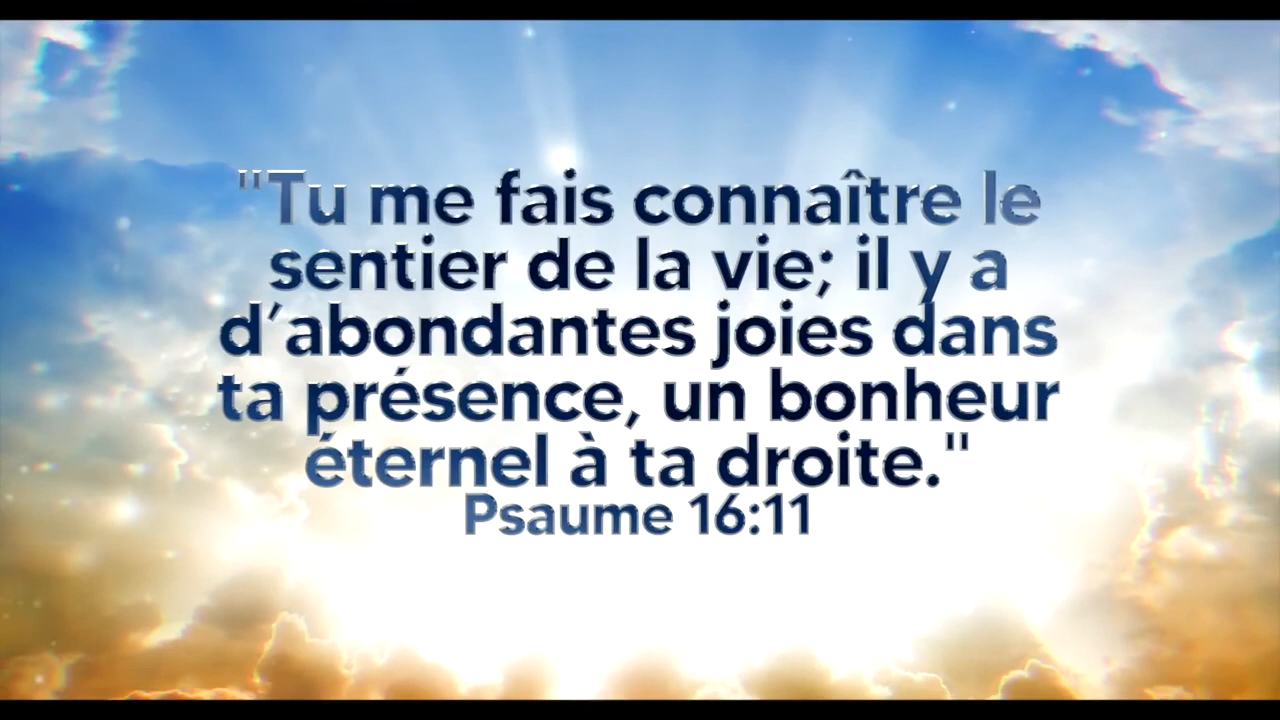 "Tu me fais connaître le
sentier de la vie; il y a
d’abondantes joies dans
ta présence, un bonheur
éternel à ta droite."
Psaume 16:11